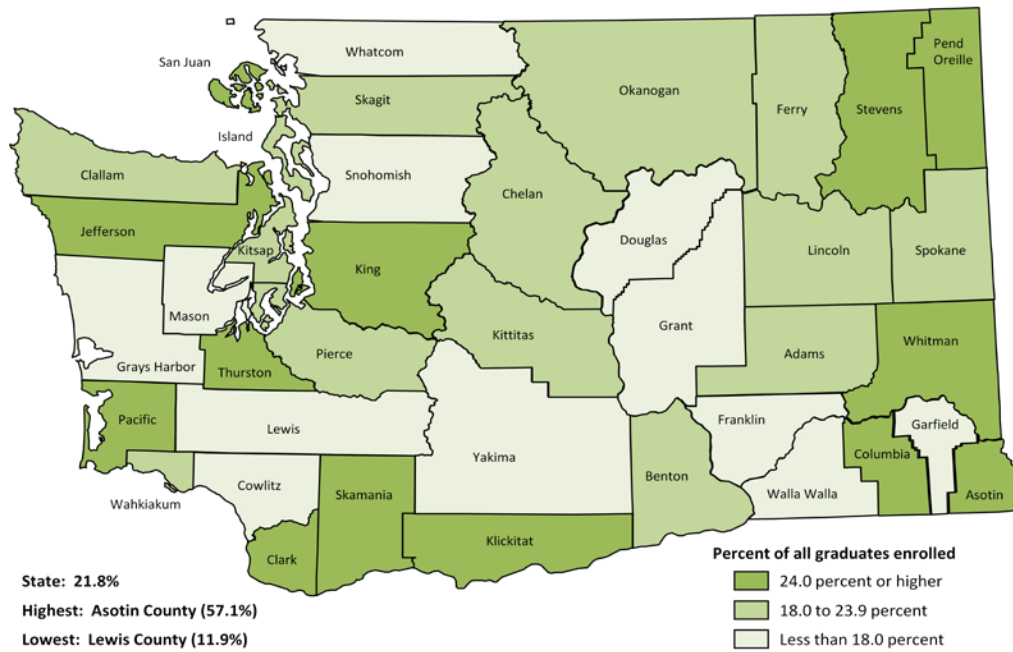 Whatcom
Pend
Oreille
San Juan
Okanogan
Skagit
Ferry
Stevens
Island
Snohomish
Clallam
Chelan
Jefferson
Douglas
Kitsap
Lincoln
Spokane
King
Mason
Grant
Kittitas
Whitman
Pierce
Adams
Grays Harbor
Thurston
Pacific
Franklin
Garfield
Lewis
Columbia
Yakima
Benton
Cowlitz
Skamania
Walla Walla
Asotin
Wahkiakum
Klickitat
Clark
Percent of all graduates enrolled
24.0 percent or higher
18.0 to 23.9 percent
Less than 18.0 percent
State: 21.8%
Highest: Asotin County (57.1%)
Lowest: Lewis County (11.9%)